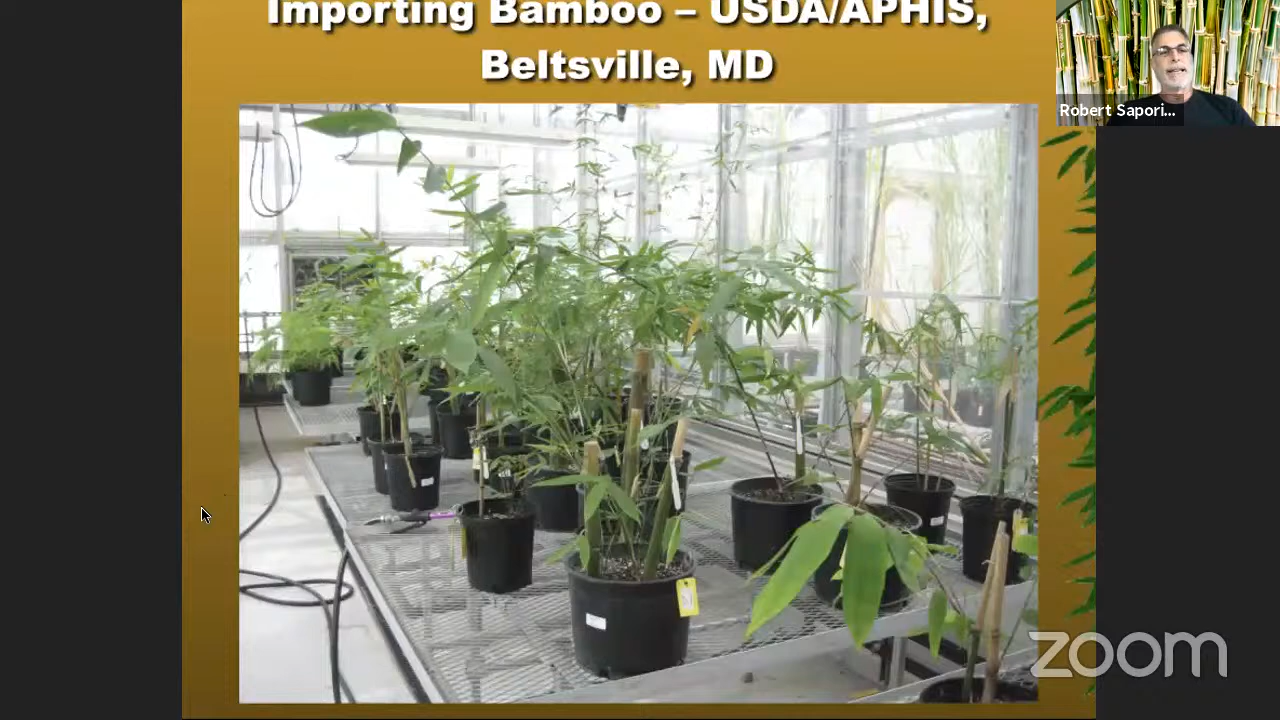 Importing Bamboo – USDA/APHIS,
Beltsville, MD
Robert Sapori...
zoom